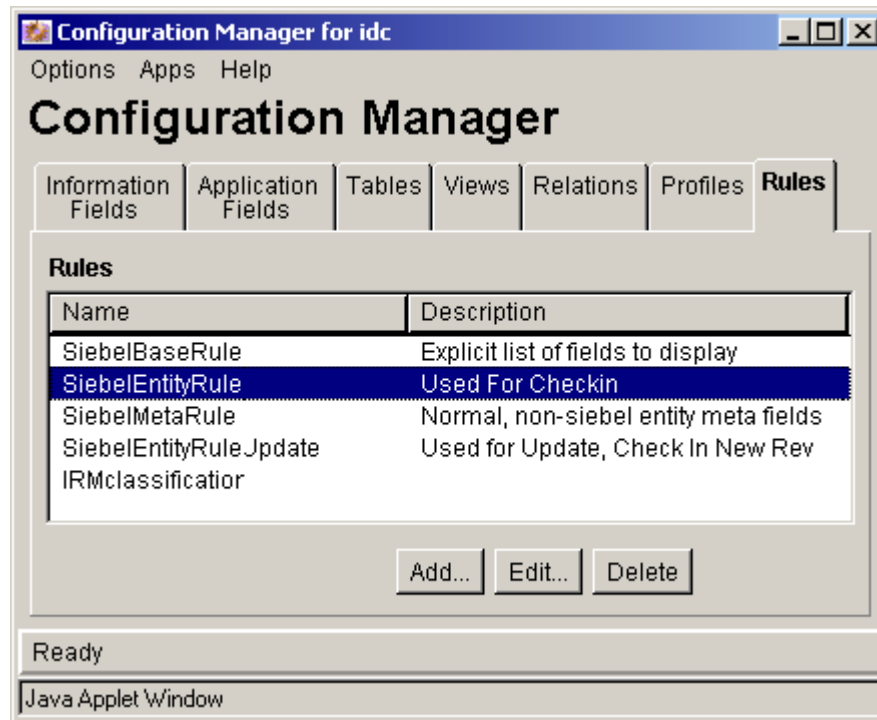 Configuration Manager for idc
Options Apps Help
Configuration Manager
Information Fields Application Fields Tables Views Relations Profiles Rules
Rules
Name Description
SiebelBaseRule Explicit list of fields to display
SiebelEntityRule Used For Checkin
SiebelMetaRule Normal, non-siebel entity meta fields
SiebelEntityRuleUpdate Used for Update, Check In New Rev
IRMclassification
Add... Edit... Delete
Ready
Java Applet Window